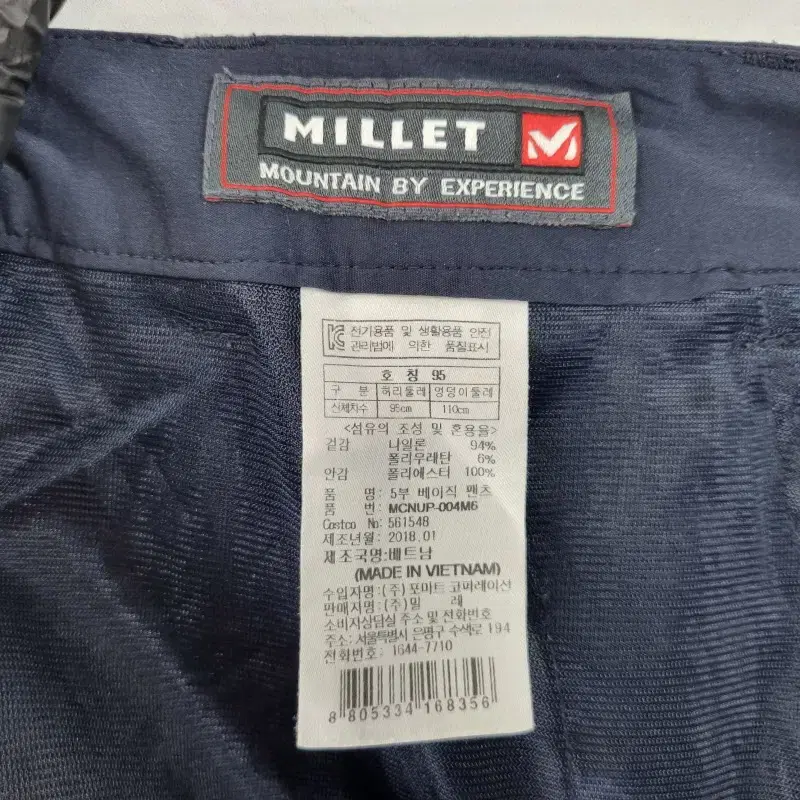 MILLET
MOUNTAIN BY EXPERIENCE
전기용품 및 생활용품 안전
관리법에 의한 품질표시
호 칭 95
구 분 허리둘레 엉덩이둘레
신체치수 95cm 110cm
<섬유의 조성 및 혼용율>
겉감 나일론 94%
폴리우레탄 6%
안감 폴리에스터 100%
품 명: 5부 베이직 팬츠
품 번: MCNUP-004M6
Costco No: 561548
제조년월: 2018.01
제조국명:베트남
(MADE IN VIETNAM)
수입자명:(주)포마트 코퍼레이션
판매자명:(주)밀 레
소비자상담실 주소 및 전화번호
주소: 서울특별시 은평구 수색로 194
전화번호: 1644-7710
8 805334 168356